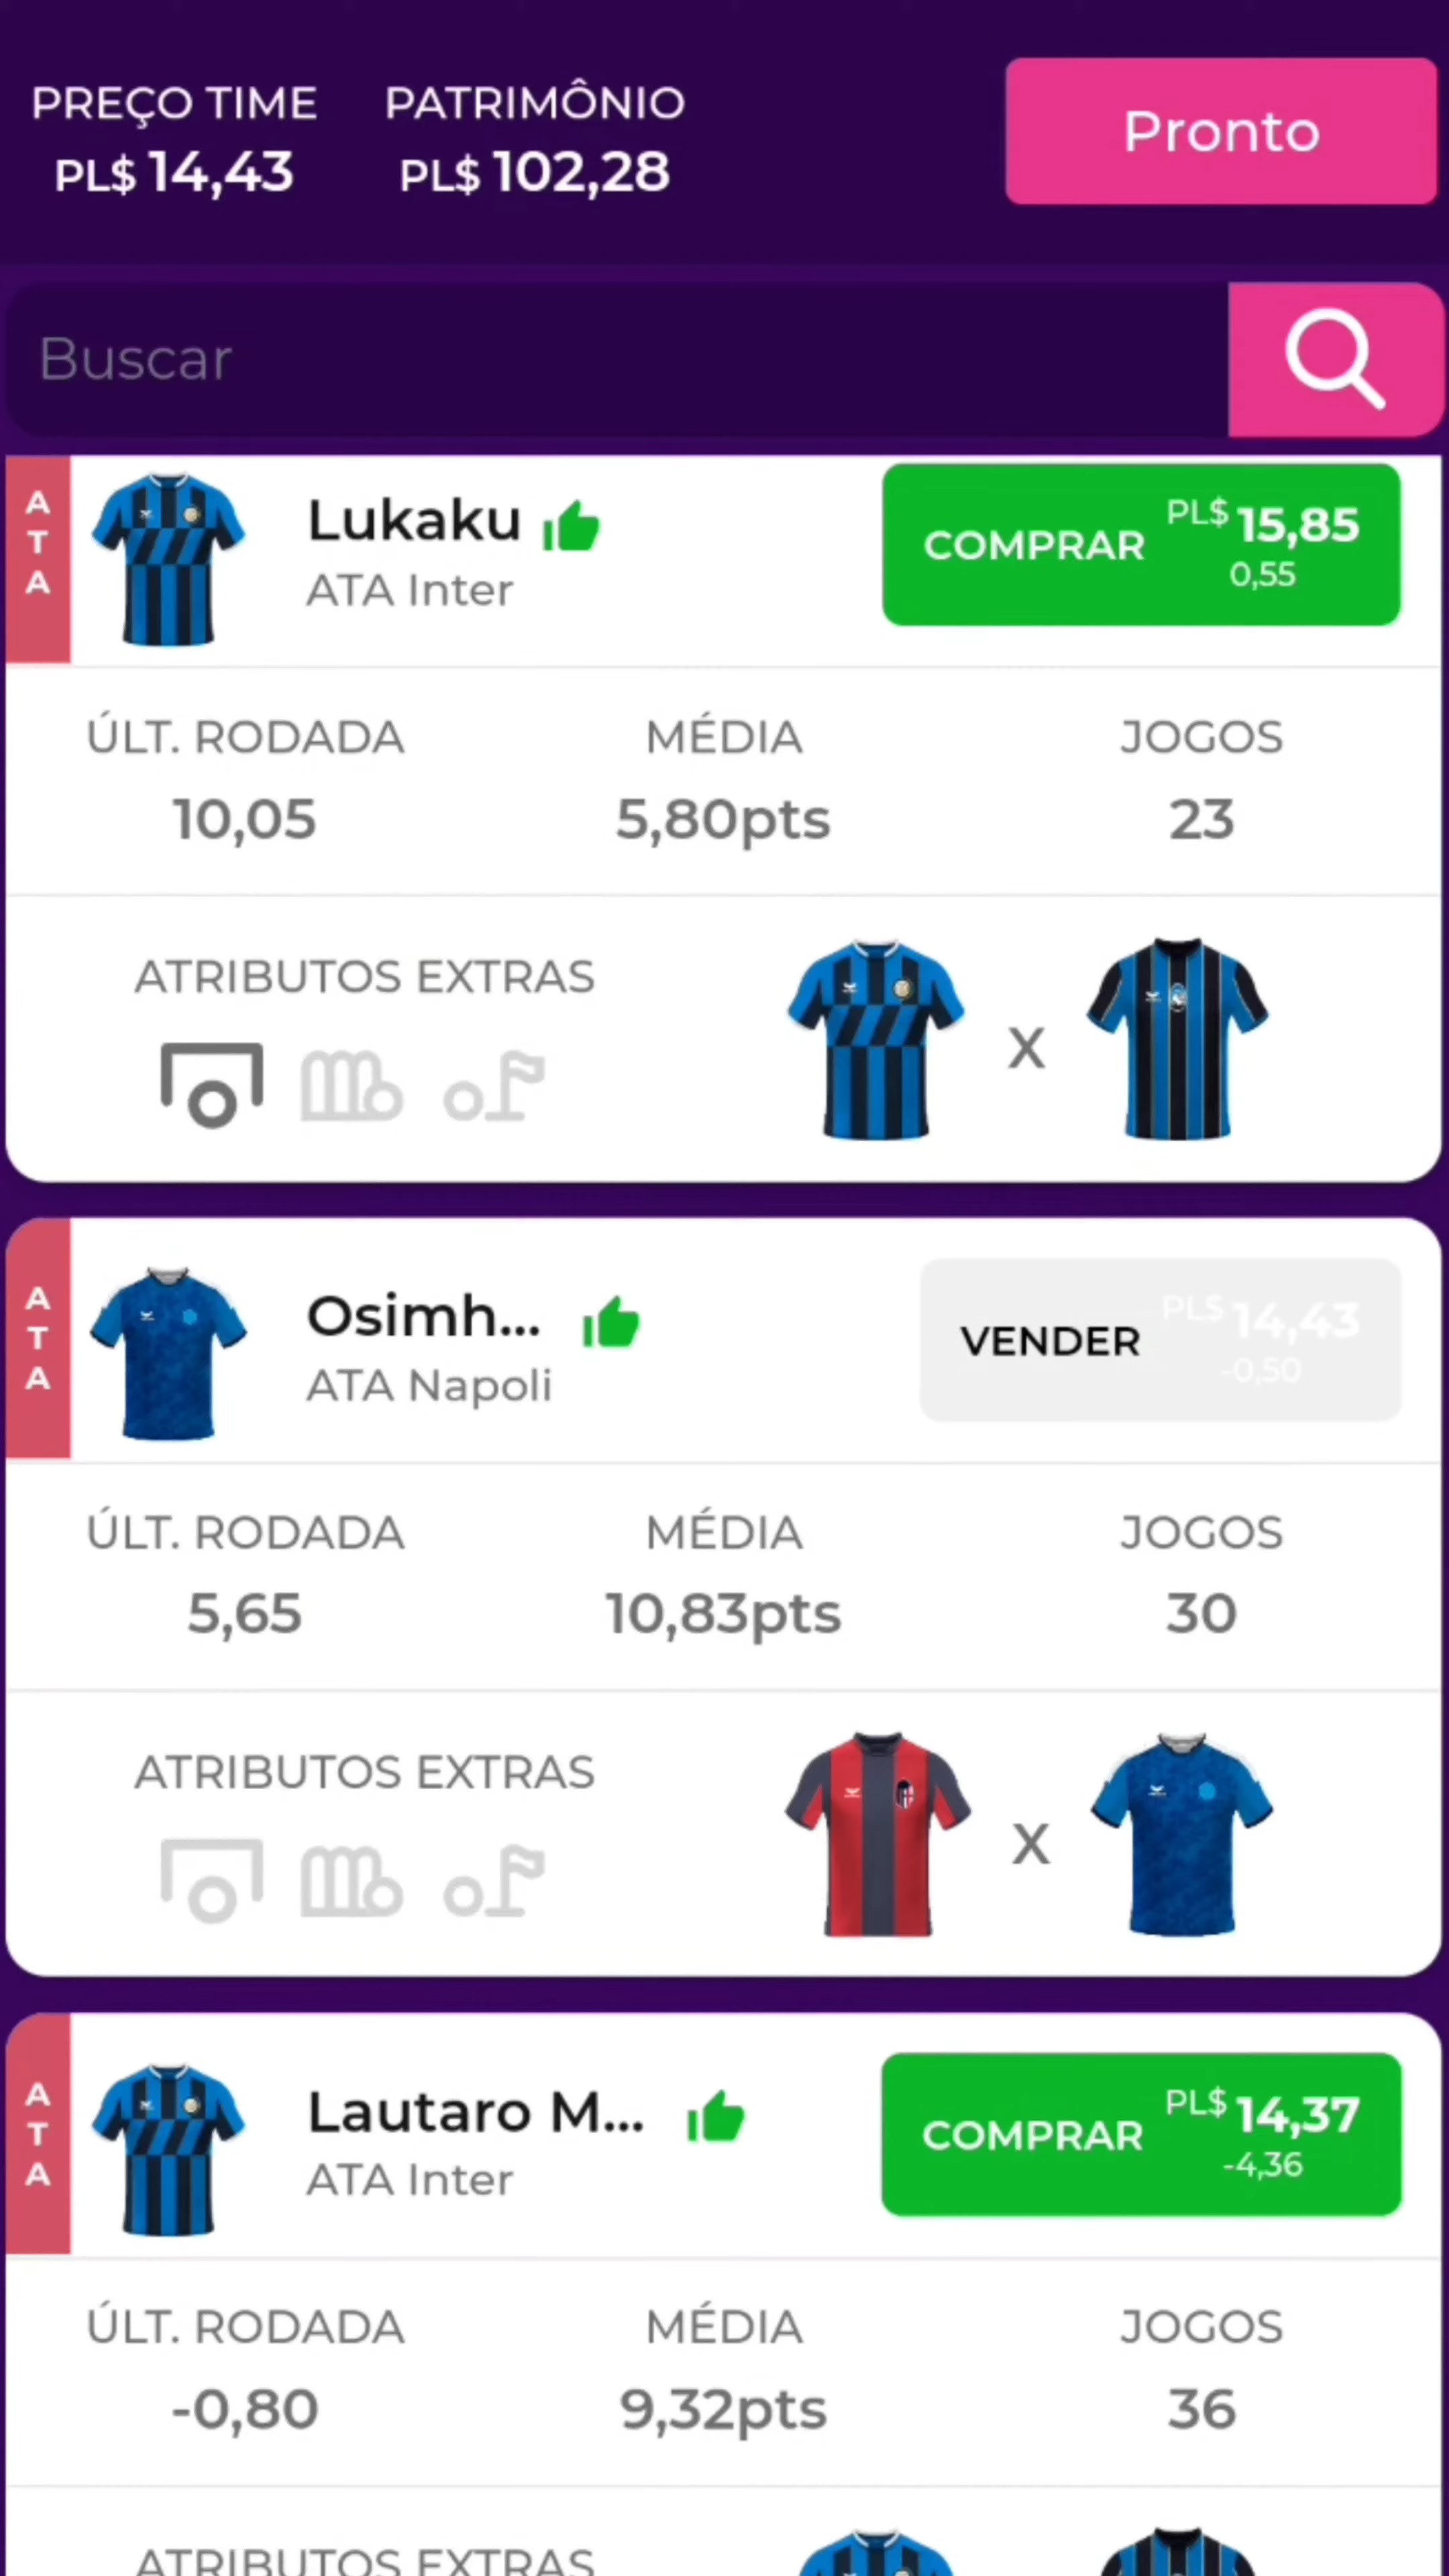 PREÇO TIME PATRIMÔNIO
PL$ 14,43 PL$ 102,28
Pronto
Buscar
ATA
Lukaku
ATA Inter
COMPRAR PL$ 15,85
0,55
ÚLT. RODADA MÉDIA JOGOS
10,05 5,80pts 23
ATRIBUTOS EXTRAS
X
ATA
Osimh...
ATA Napoli
VENDER PL$ 14,43
-0,50
ÚLT. RODADA MÉDIA JOGOS
5,65 10,83pts 30
ATRIBUTOS EXTRAS
X
ATA
Lautaro M...
ATA Inter
COMPRAR PL$ 14,37
-4,36
ÚLT. RODADA MÉDIA JOGOS
-0,80 9,32pts 36
ATRIBUTOS EXTRAS